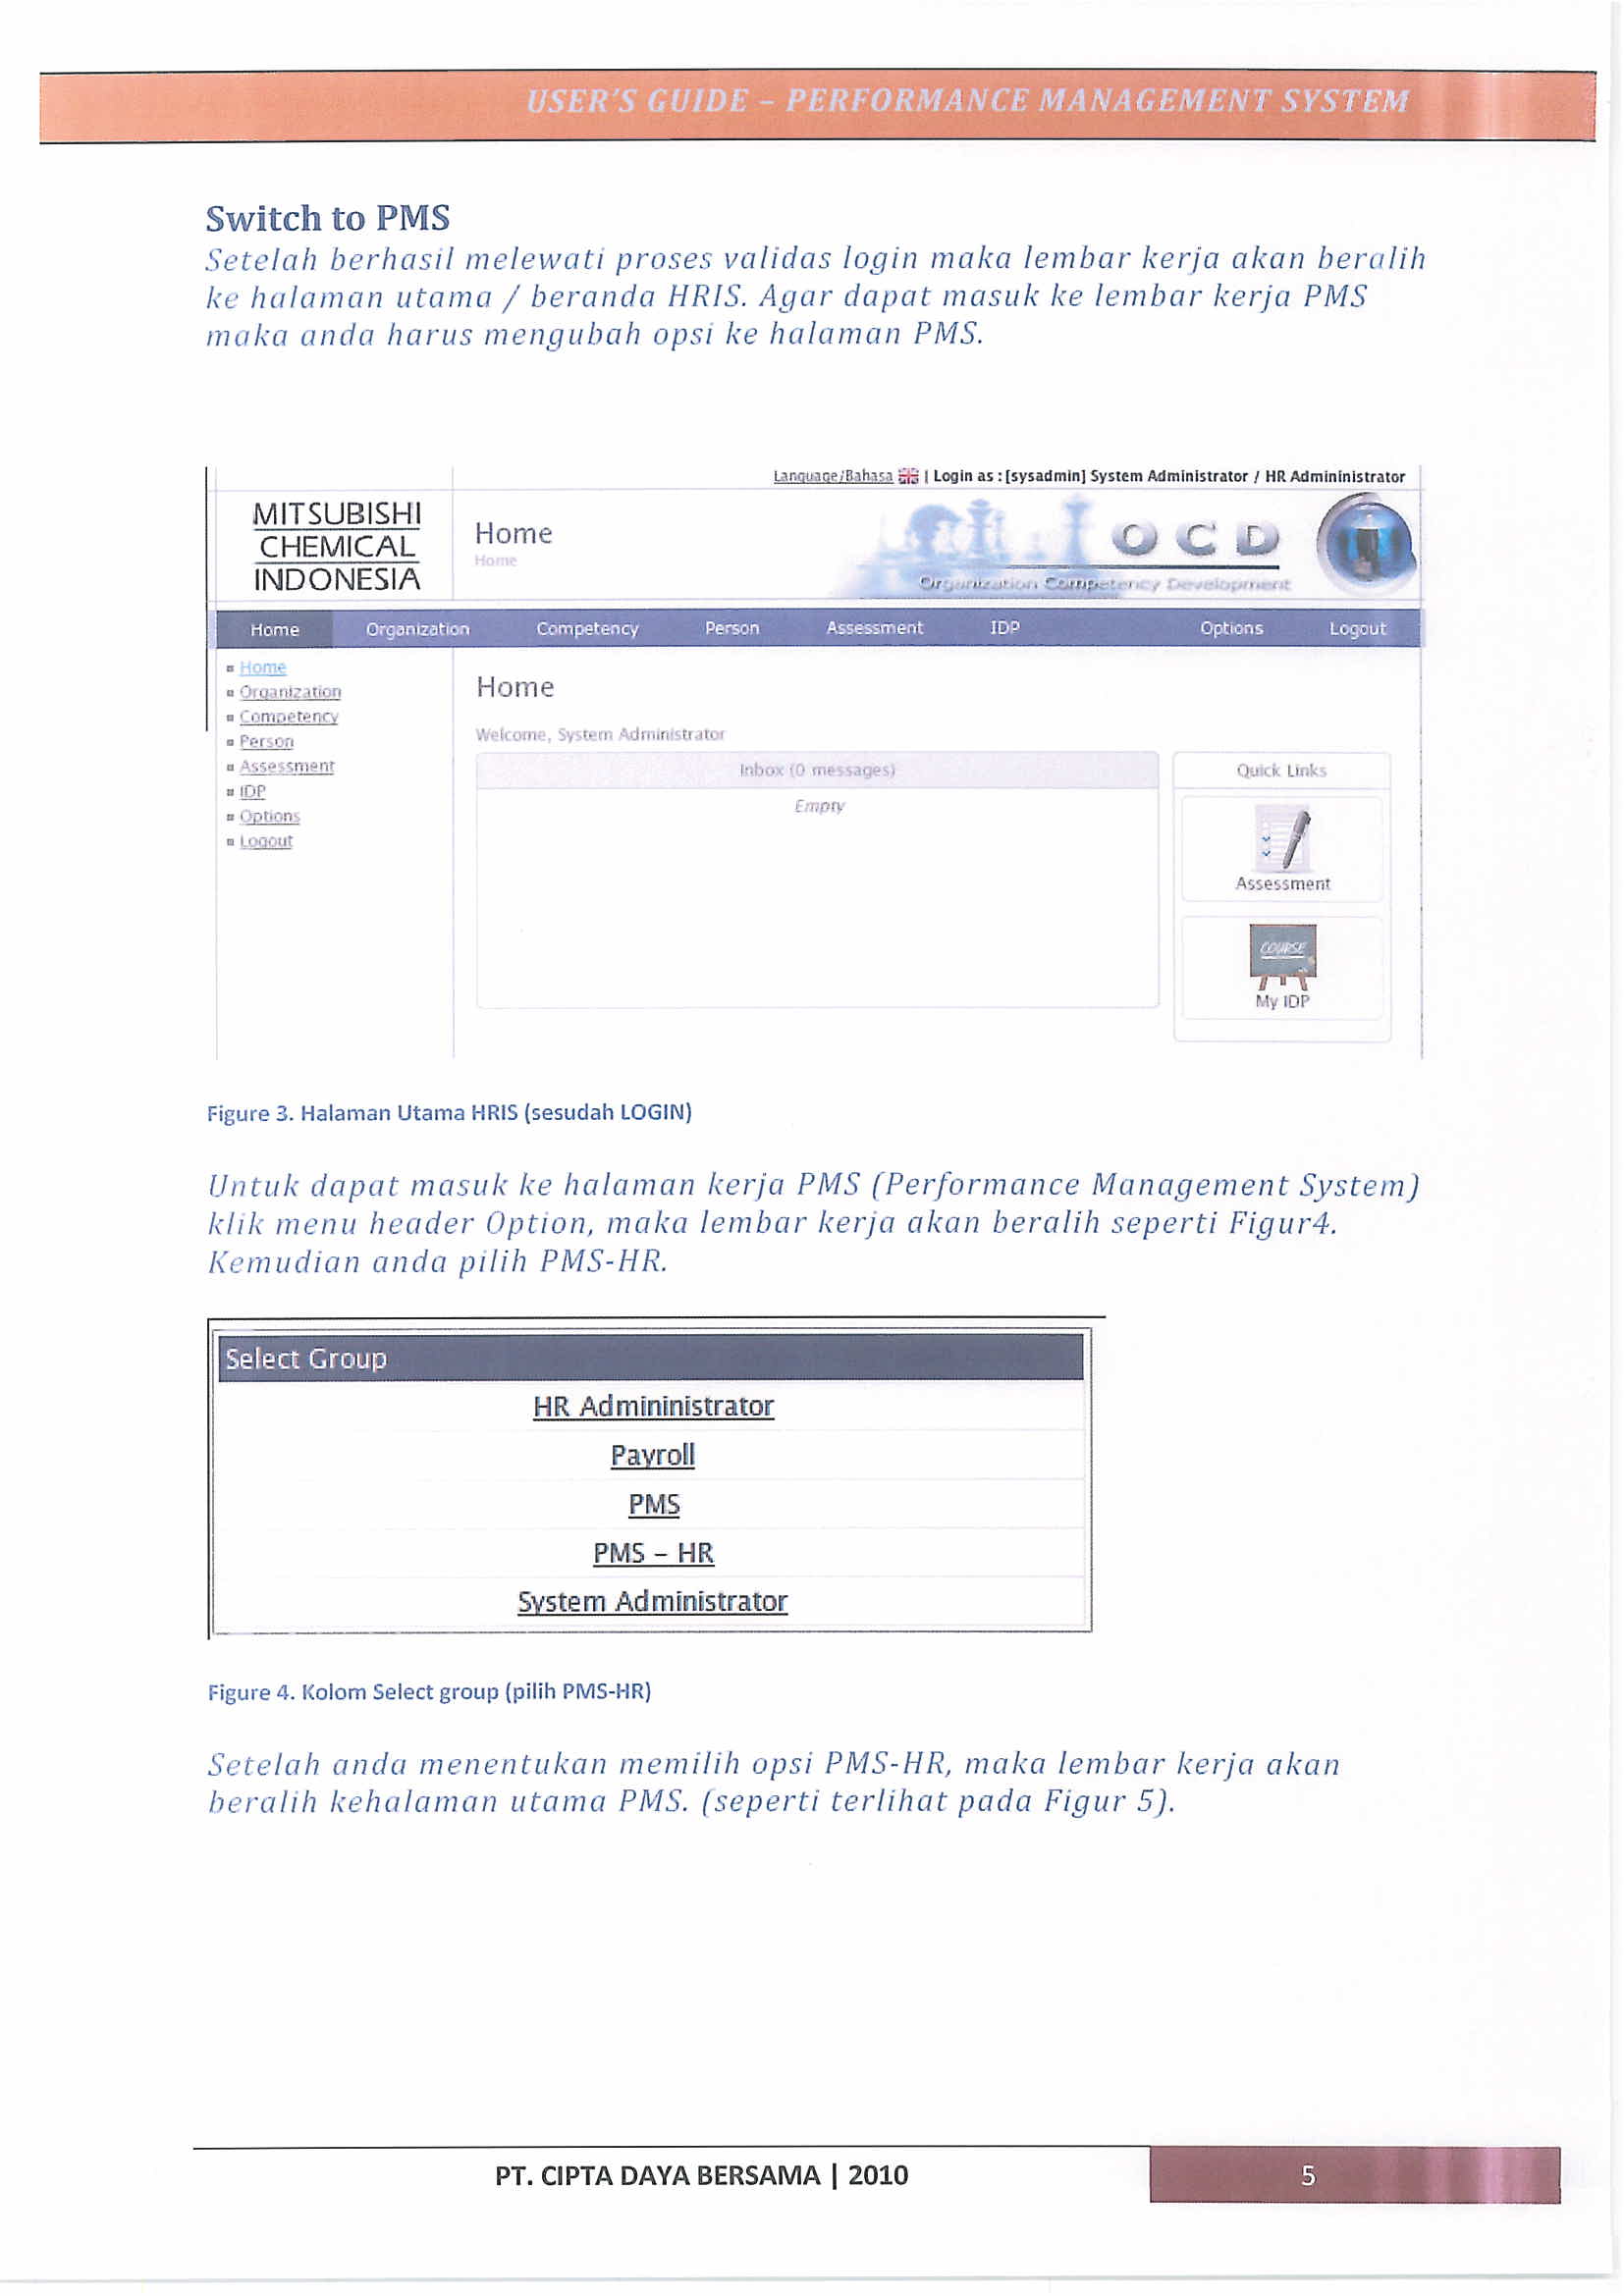 USER'S GUIDE – PERFORMANCE MANAGEMENT SYSTEM
Switch to PMS
Setelah berhasil melewati proses validas login maka lembar kerja akan beralih
ke halaman utama / beranda HRIS. Agar dapat masuk ke lembar kerja PMS
maka anda harus mengubah opsi ke halaman PMS.
Language/Bahasa | Login as : [sysadmin] System Administrator / HR Admininistrator
MITSUBISHI
CHEMICAL
INDONESIA
Home
Home
OCD
Organization Competency Development
Home Organization Competency Person Assessment IDP Options Logout
Home
Organization
Competency
Person
Assessment
IDP
Options
Logout
Home
Welcome, System Administrator
Inbox (0 messages)
Empty
Quick Links
Assessment
COURSE
My IDP
Figure 3. Halaman Utama HRIS (sesudah LOGIN)
Untuk dapat masuk ke halaman kerja PMS (Performance Management System)
klik menu header Option, maka lembar kerja akan beralih seperti Figur4.
Kemudian anda pilih PMS-HR.
Select Group
HR Admininistrator
Payroll
PMS
PMS – HR
System Administrator
Figure 4. Kolom Select group (pilih PMS-HR)
Setelah anda menentukan memilih opsi PMS-HR, maka lembar kerja akan
beralih kehalaman utama PMS. (seperti terlihat pada Figur 5).
PT. CIPTA DAYA BERSAMA | 2010
5